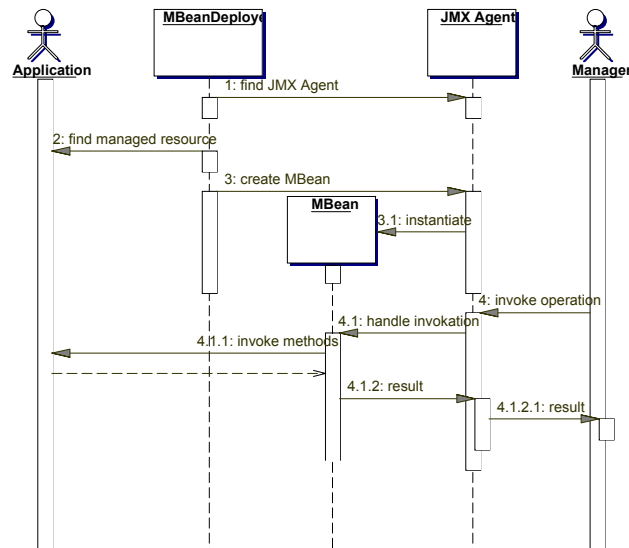 MBeanDeploye
JMX Agent
Application
Manager
1: find JMX Agent
2: find managed resource
3: create MBean
MBean
3.1: instantiate
4: invoke operation
4.1: handle invokation
4.1.1: invoke methods
4.1.2: result
4.1.2.1: result